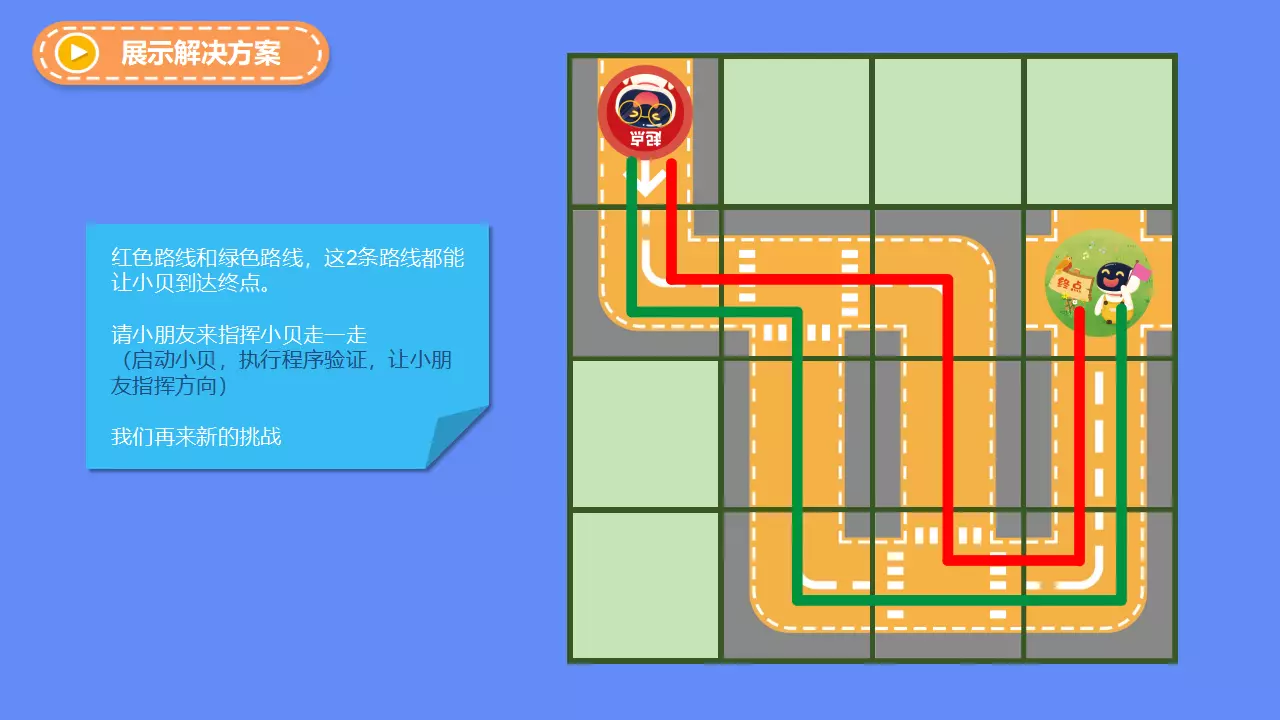 展示解决方案
起点
红色路线和绿色路线，这2条路线都能
让小贝到达终点。
请小朋友来指挥小贝走一走
（启动小贝，执行程序验证，让小朋
友指挥方向）
我们再来新的挑战
终点